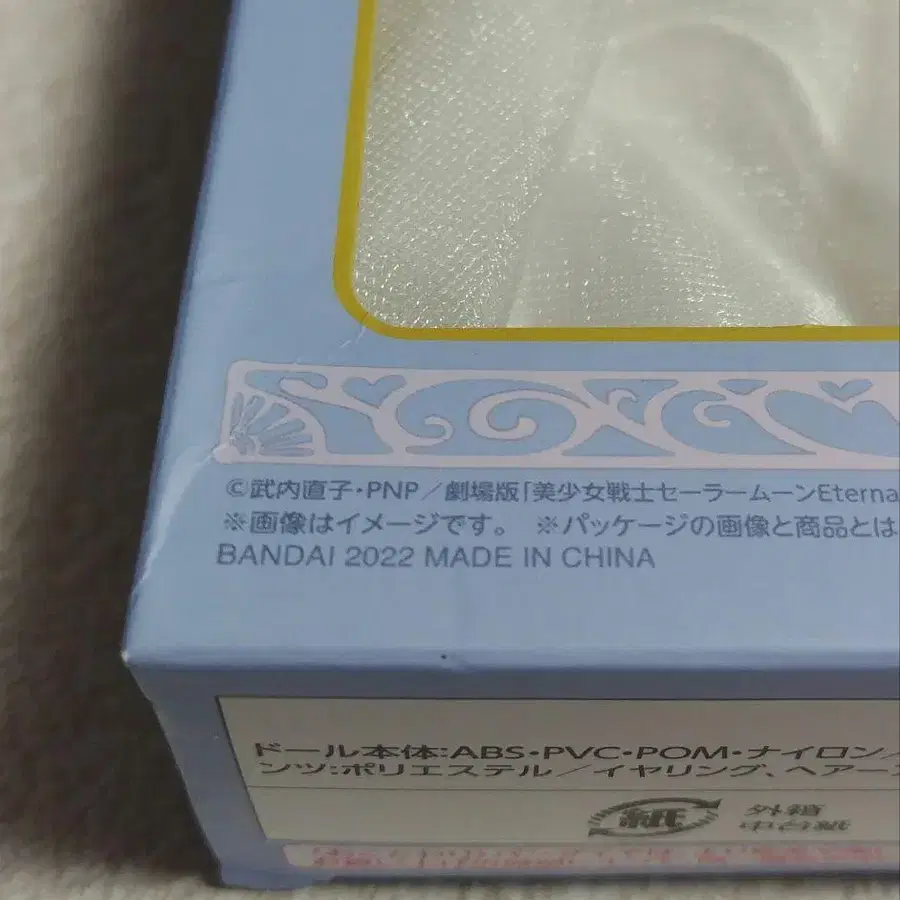 ©武内直子・PNP／劇場版「美少女戦士セーラームーンEterna
※画像はイメージです。 ※パッケージの画像と商品とは
BANDAI 2022 MADE IN CHINA
ドール本体:ABS・PVC・POM・ナイロン／
ンツ:ポリエステル／イヤリング、ヘアー
紙
外箱
中台紙